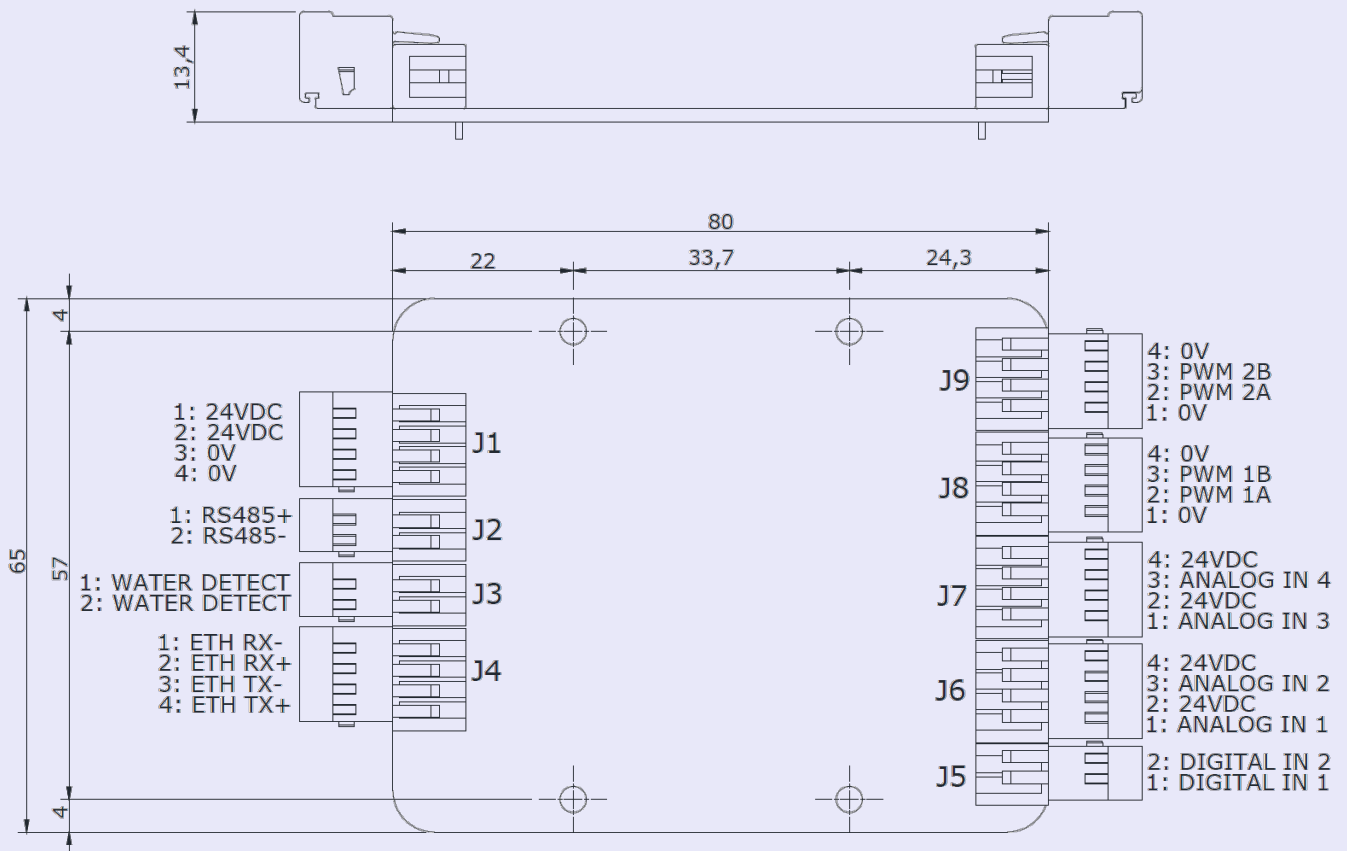 13,4
80
22
33,7
24,3
4
57
65
4
1: 24VDC
2: 24VDC
3: 0V
4: 0V
J1
1: RS485+
2: RS485-
J2
1: WATER DETECT
2: WATER DETECT
J3
1: ETH RX-
2: ETH RX+
3: ETH TX-
4: ETH TX+
J4
J9
4: 0V
3: PWM 2B
2: PWM 2A
1: 0V
J8
4: 0V
3: PWM 1B
2: PWM 1A
1: 0V
J7
4: 24VDC
3: ANALOG IN 4
2: 24VDC
1: ANALOG IN 3
J6
4: 24VDC
3: ANALOG IN 2
2: 24VDC
1: ANALOG IN 1
J5
2: DIGITAL IN 2
1: DIGITAL IN 1